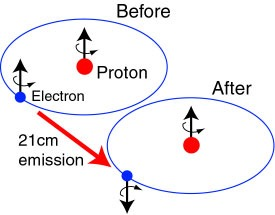 Before
Proton
Electron
After
21cm
emission